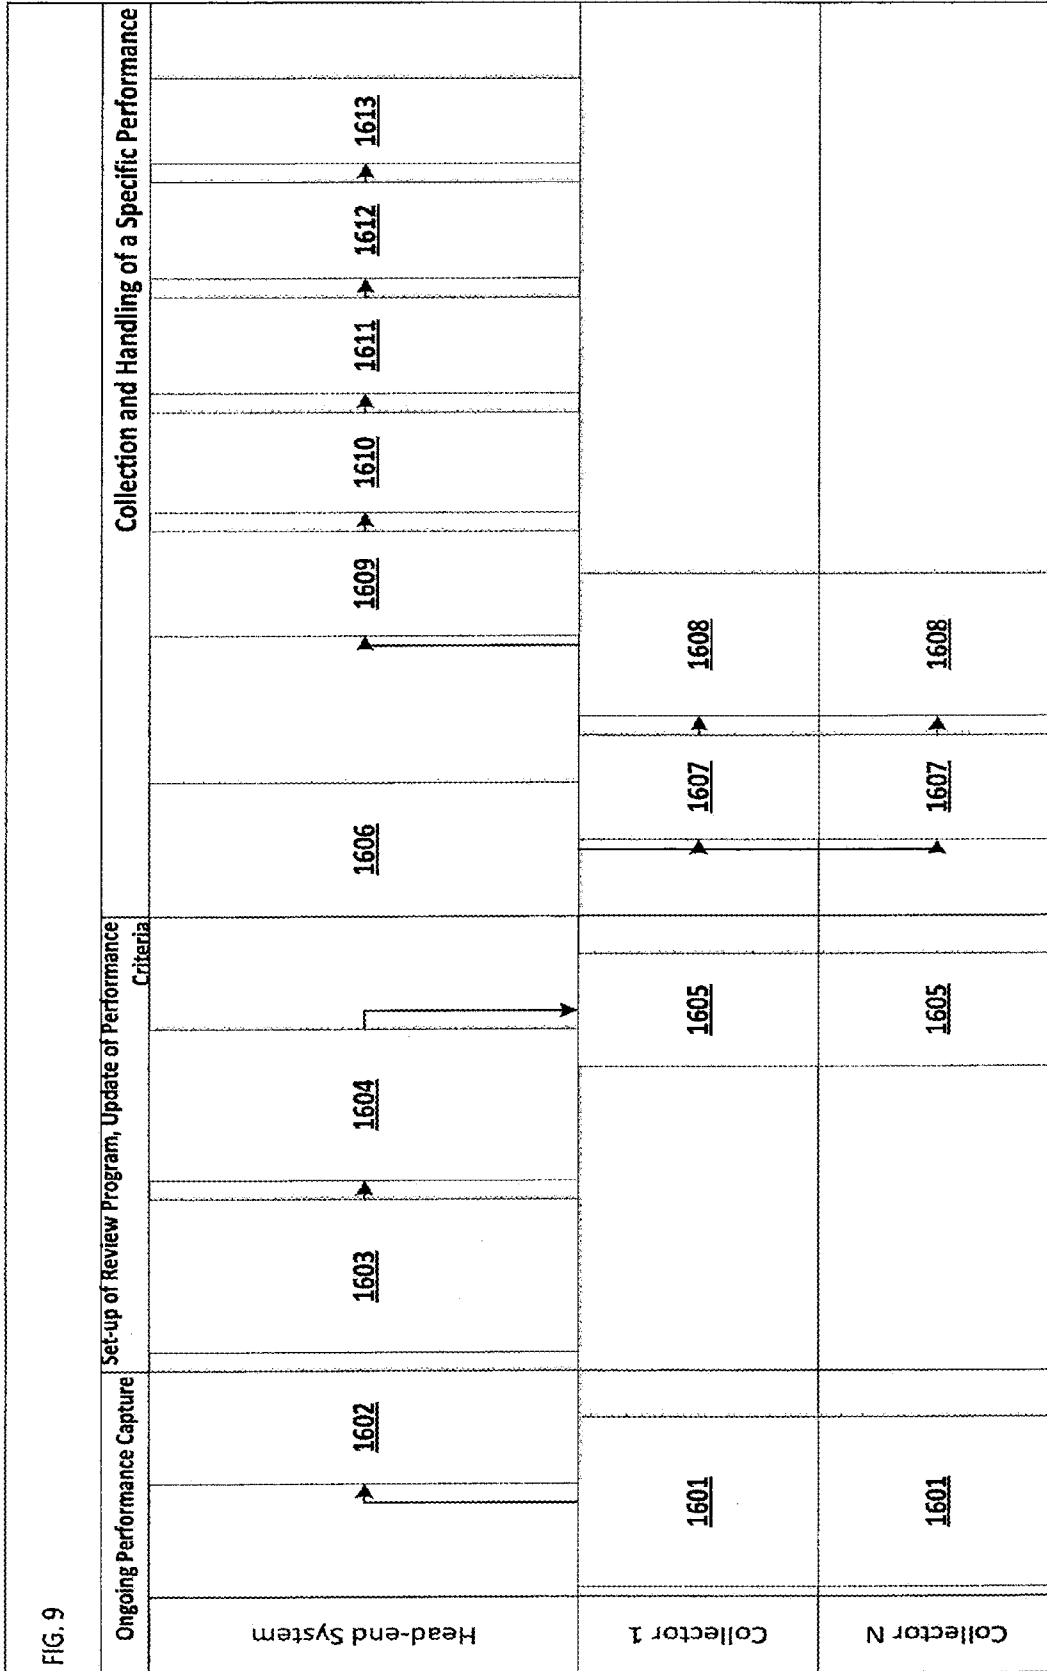 FIG. 9
Ongoing Performance Capture
Set-up of Review Program, Update of Performance
Criteria
Collection and Handling of a Specific Performance
Head-end System
1602
1603
1604
1606
1609
1610
1611
1612
1613
Collector 1
1601
1605
1607
1608
Collector N
1601
1605
1607
1608